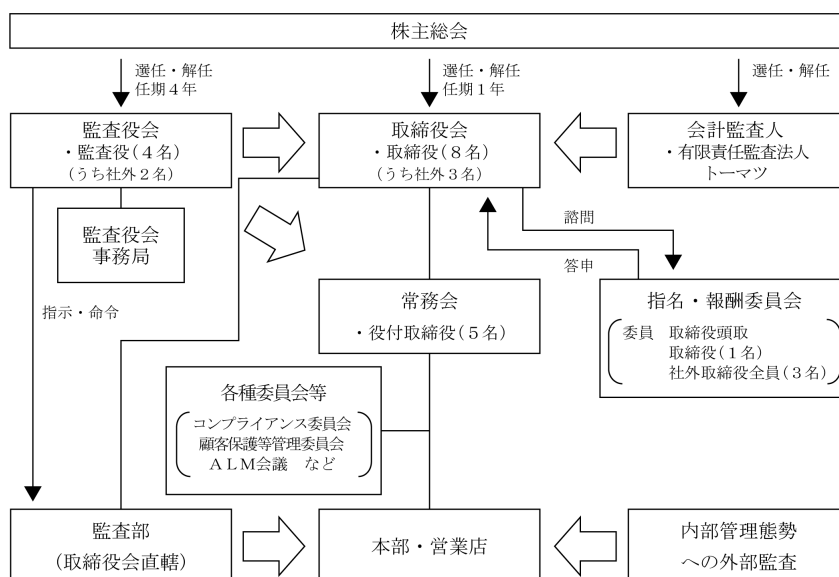 株主総会
選任・解任
任期4年
選任・解任
任期1年
選任・解任
監査役会
・監査役(4名)
(うち社外2名)
取締役会
・取締役(8名)
(うち社外3名)
会計監査人
・有限責任監査法人
トーマツ
監査役会
事務局
諮問
答申
指示・命令
常務会
・役付取締役(5名)
指名・報酬委員会
委員 取締役頭取
取締役(1名)
社外取締役全員(3名)
各種委員会等
コンプライアンス委員会
顧客保護等管理委員会
ALM会議 など
監査部
(取締役会直轄)
本部・営業店
内部管理態勢
への外部監査